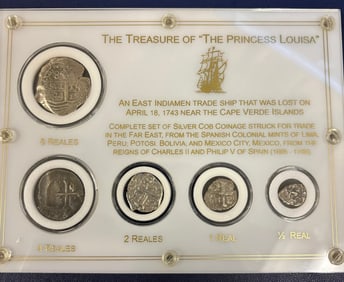 The Treasure of "The Princess Louisa"
An East Indiamen trade ship that was lost on
April 18, 1743 near the Cape Verde Islands
Complete set of Silver Cob Coinage struck for trade
in the Far East, from the Spanish Colonial mints of Lima,
Peru, Potosi, Bolivia, and Mexico City, Mexico, from the
reigns of Charles II and Philip V of Spain
8 Reales
4 Reales
2 Reales
1 Real
½ Real